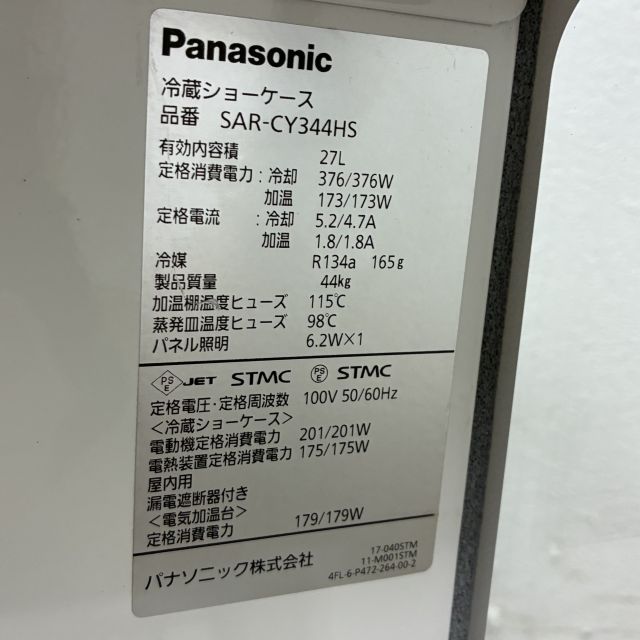 Panasonic
冷蔵ショーケース
品番 SAR-CY344HS
有効内容積 27L
定格消費電力:冷却 376/376W
加温 173/173W
定格電流:冷却 5.2/4.7A
加温 1.8/1.8A
冷媒 R134a 165g
製品質量 44kg
加温棚温度ヒューズ 115℃
蒸発皿温度ヒューズ 98℃
パネル照明 6.2W×1
PSE JET STMC PSE STMC
定格電圧・定格周波数 100V 50/60Hz
<冷蔵ショーケース>
電動機定格消費電力 201/201W
電熱装置定格消費電力 175/175W
屋内用
漏電遮断器付き
<電気加温台>
定格消費電力 179/179W
パナソニック株式会社
17-040STM
11-M001STM
4FL-6-P472-264-00-2